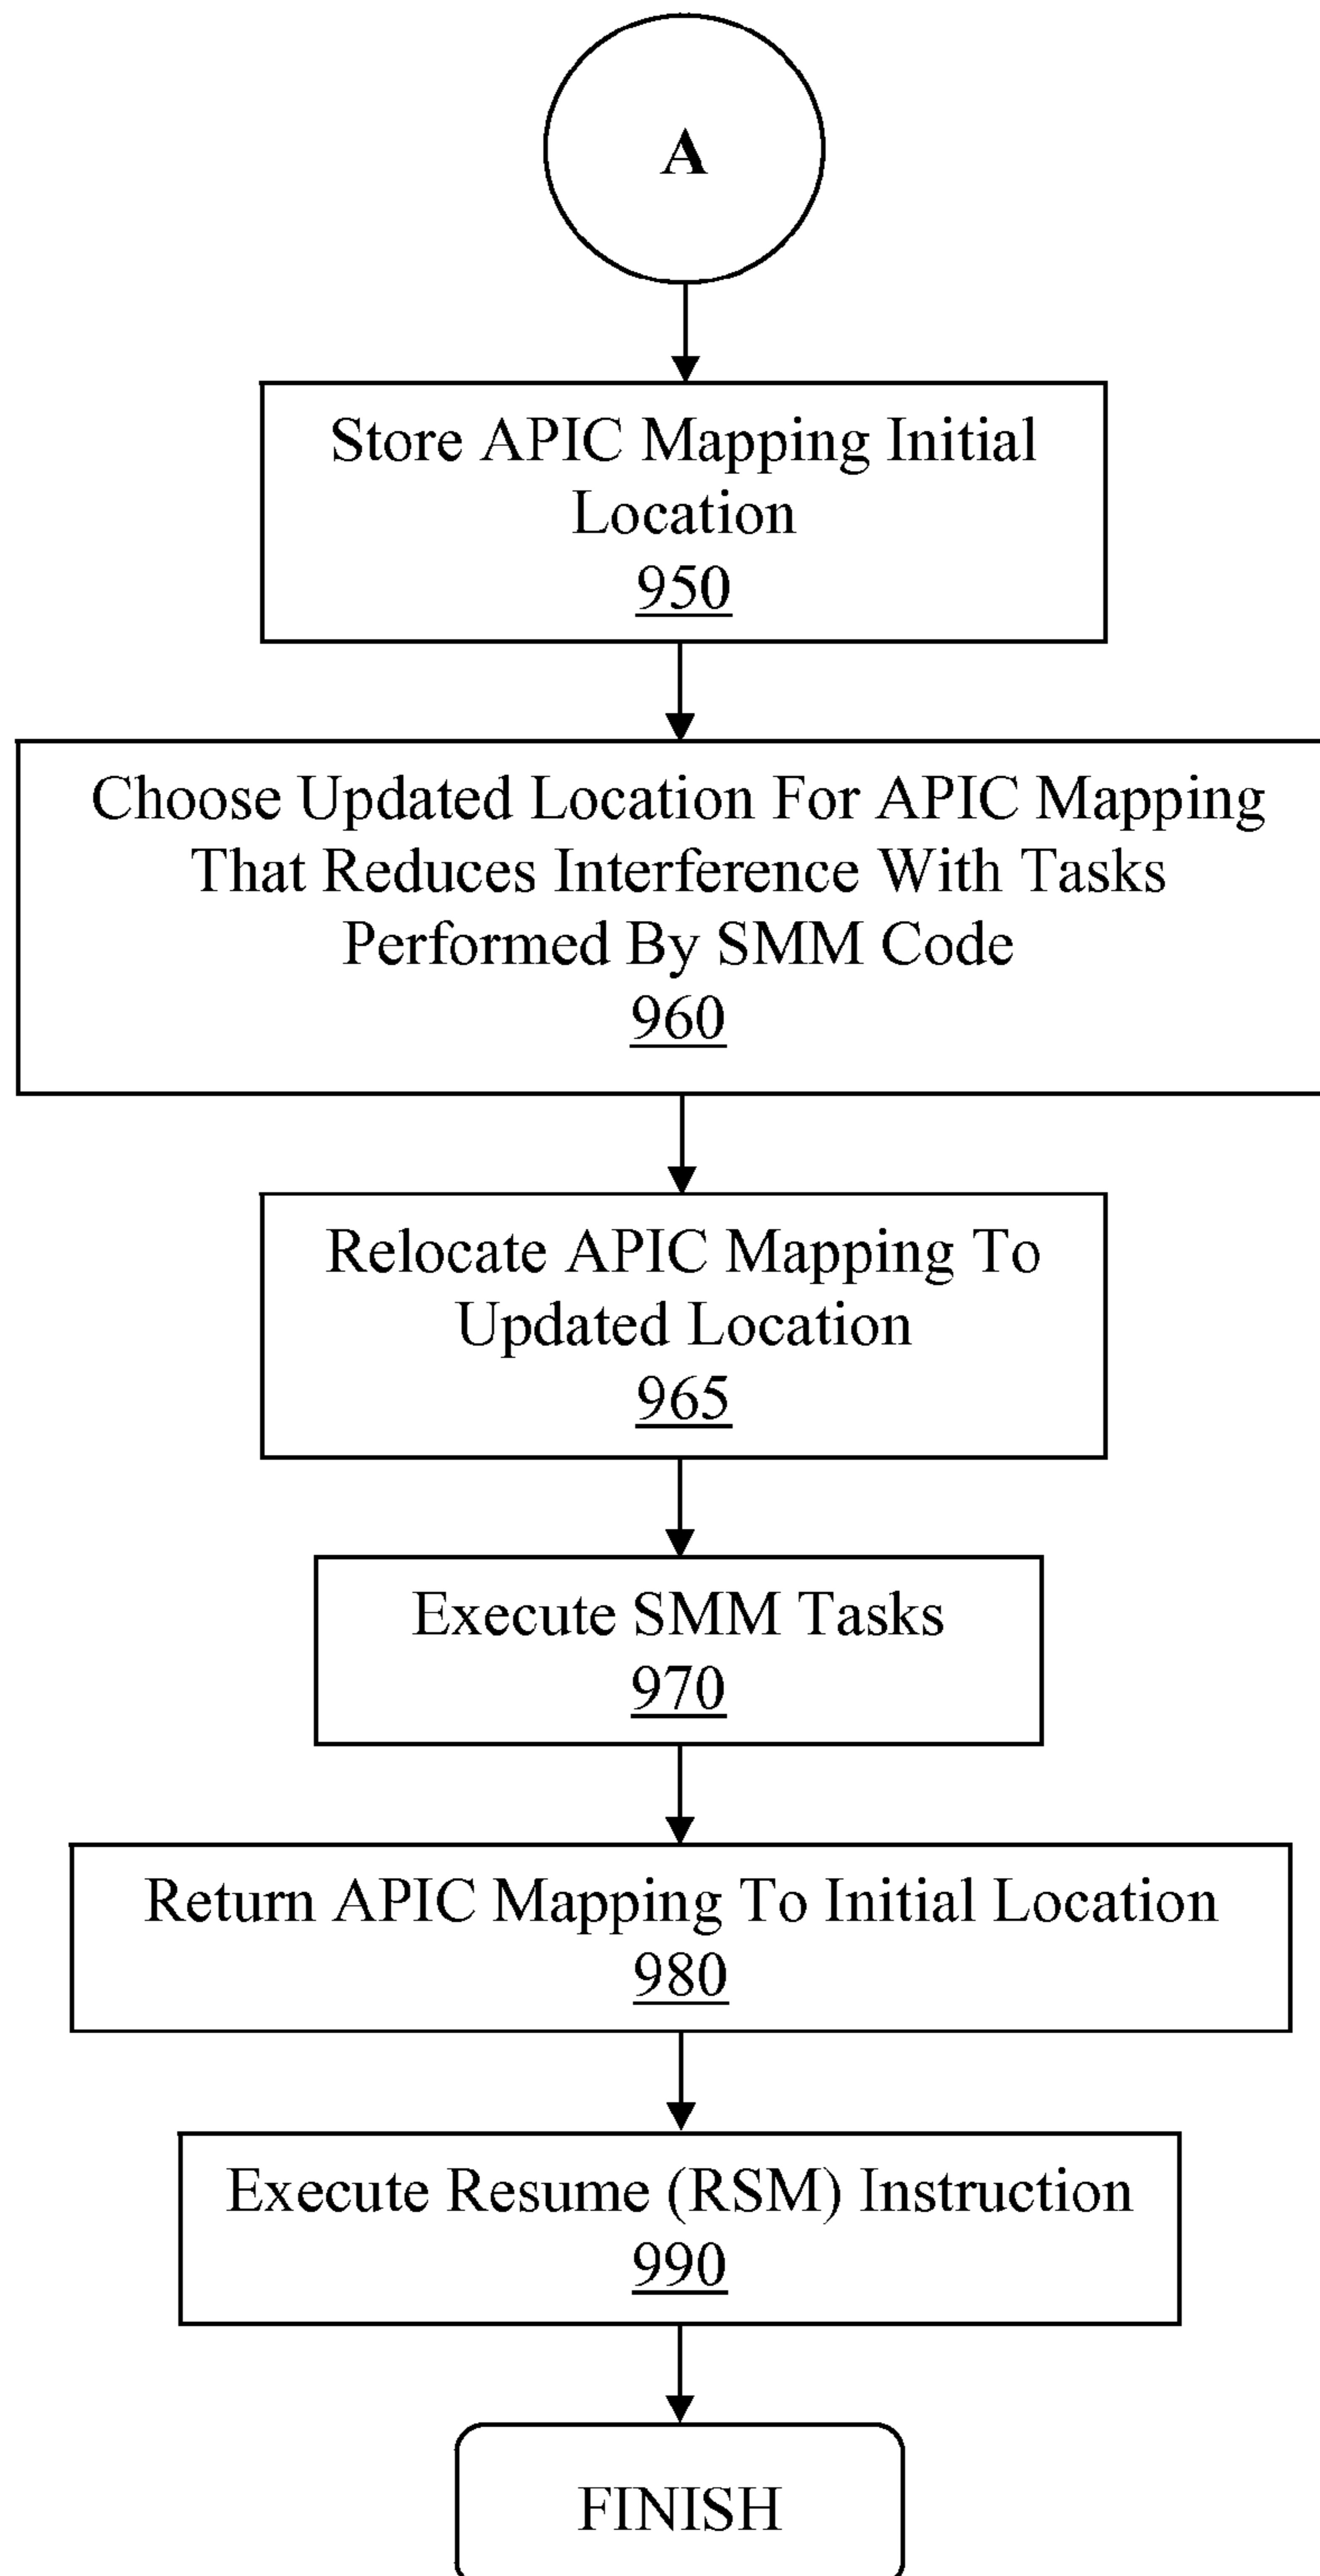 A
Store APIC Mapping Initial
Location
950
Choose Updated Location For APIC Mapping
That Reduces Interference With Tasks
Performed By SMM Code
960
Relocate APIC Mapping To
Updated Location
965
Execute SMM Tasks
970
Return APIC Mapping To Initial Location
980
Execute Resume (RSM) Instruction
990
FINISH